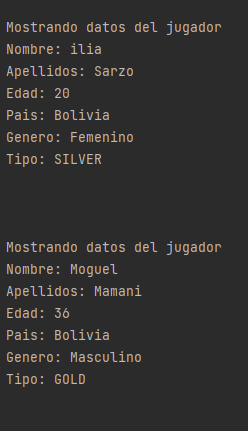 Mostrando datos del jugador
Nombre: ilia
Apellidos: Sarzo
Edad: 20
Pais: Bolivia
Genero: Femenino
Tipo: SILVER
Mostrando datos del jugador
Nombre: Moguel
Apellidos: Mamani
Edad: 36
Pais: Bolivia
Genero: Masculino
Tipo: GOLD